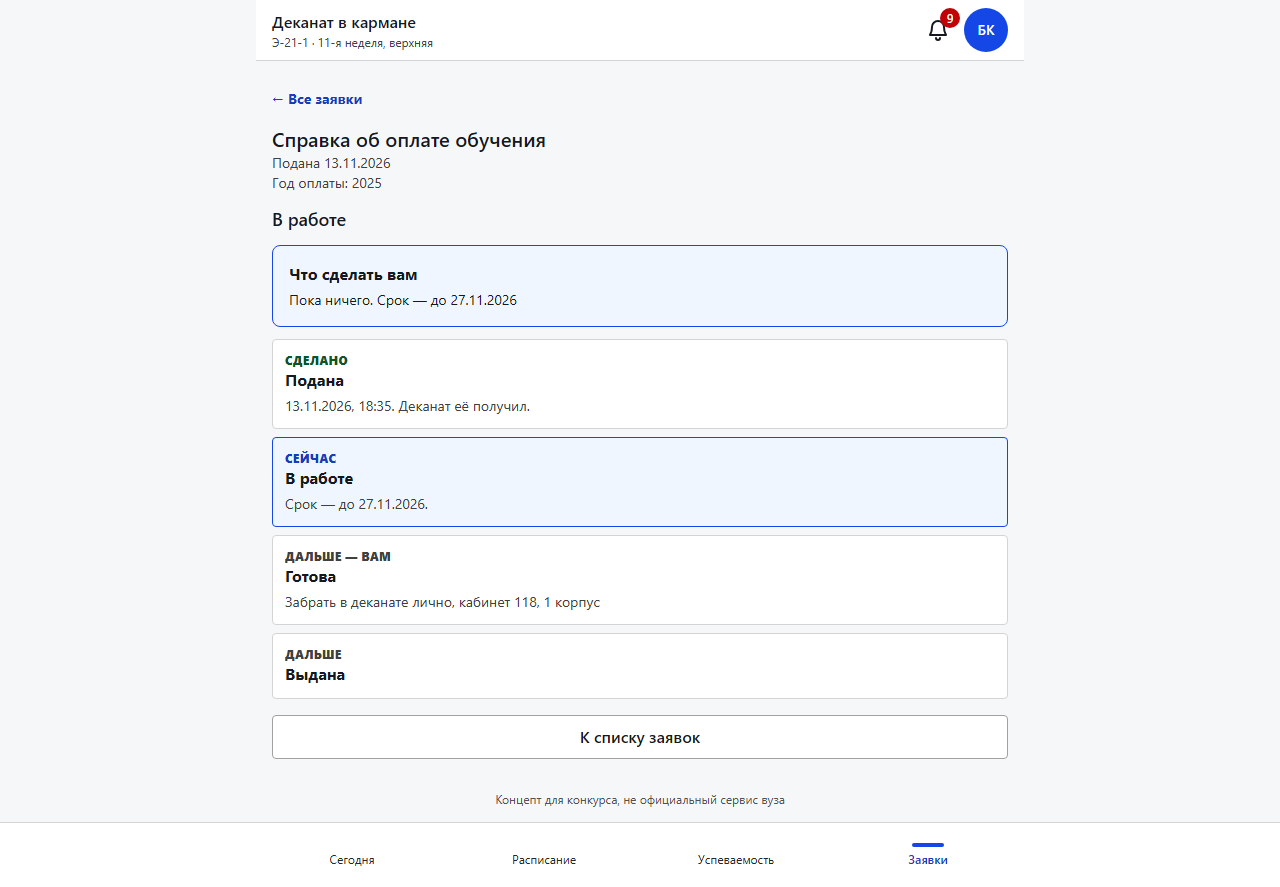 Деканат в кармане
Э-21-1 · 11-я неделя, верхняя
9
БК
← Все заявки
Справка об оплате обучения
Подана 13.11.2026
Год оплаты: 2025
В работе
Что сделать вам
Пока ничего. Срок — до 27.11.2026
СДЕЛАНО
Подана
13.11.2026, 18:35. Деканат её получил.
СЕЙЧАС
В работе
Срок — до 27.11.2026.
ДАЛЬШЕ — ВАМ
Готова
Забрать в деканате лично, кабинет 118, 1 корпус
ДАЛЬШЕ
Выдана
К списку заявок
Концепт для конкурса, не официальный сервис вуза
Сегодня
Расписание
Успеваемость
Заявки